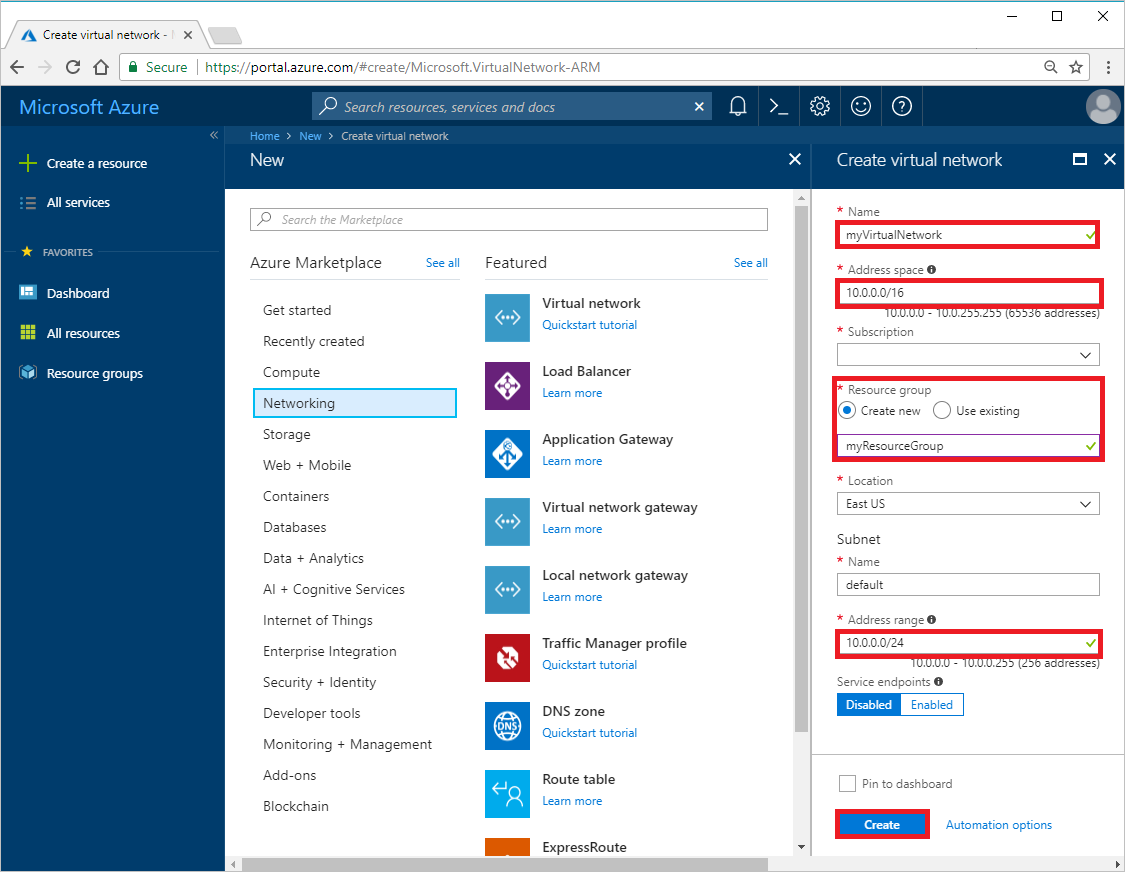 Create virtual network -
Secure
https://portal.azure.com/#create/Microsoft.VirtualNetwork-ARM
Microsoft Azure
Search resources, services and docs
Create a resource
All services
FAVORITES
Dashboard
All resources
Resource groups
Home > New > Create virtual network
New
Search the Marketplace
Azure Marketplace
See all
Get started
Recently created
Compute
Networking
Storage
Web + Mobile
Containers
Databases
Data + Analytics
AI + Cognitive Services
Internet of Things
Enterprise Integration
Security + Identity
Developer tools
Monitoring + Management
Add-ons
Blockchain
Featured
See all
Virtual network
Quickstart tutorial
Load Balancer
Learn more
Application Gateway
Learn more
Virtual network gateway
Learn more
Local network gateway
Learn more
Traffic Manager profile
Quickstart tutorial
DNS
DNS zone
Quickstart tutorial
Route table
Learn more
ExpressRoute
Create virtual network
* Name
myVirtualNetwork
* Address space
10.0.0.0/16
10.0.0.0 - 10.0.255.255 (65536 addresses)
* Subscription
* Resource group
Create new
Use existing
myResourceGroup
* Location
East US
Subnet
* Name
default
* Address range
10.0.0.0/24
10.0.0.0 - 10.0.0.255 (256 addresses)
Service endpoints
Disabled
Enabled
Pin to dashboard
Create
Automation options